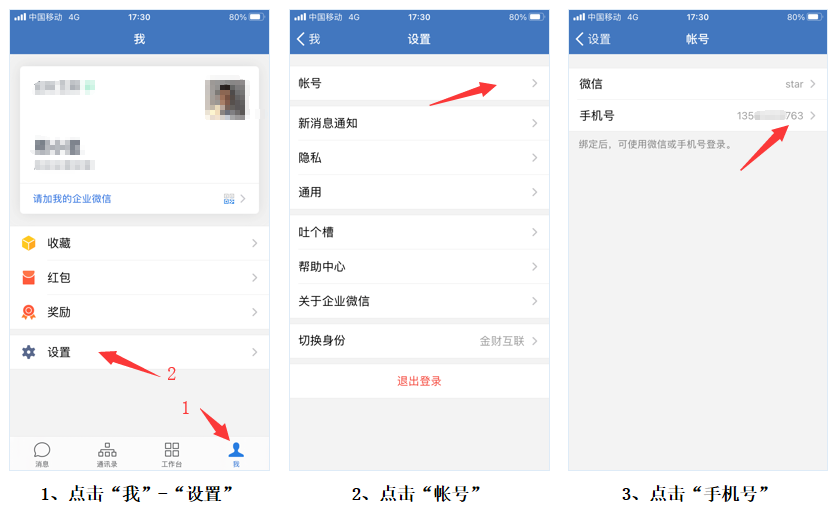 中国移动 4G 17:30 80%
我
请加我的企业微信
收藏
红包
奖励
设置
2
1
消息 通讯录 工作台 我
1、点击“我”-“设置”
中国移动 4G 17:30 80%
我 设置
帐号
新消息通知
隐私
通用
吐个槽
帮助中心
关于企业微信
切换身份 金财互联
退出登录
2、点击“帐号”
中国移动 4G 17:30 80%
设置 帐号
微信 star
手机号 135 763
绑定后，可使用微信或手机号登录。
3、点击“手机号”